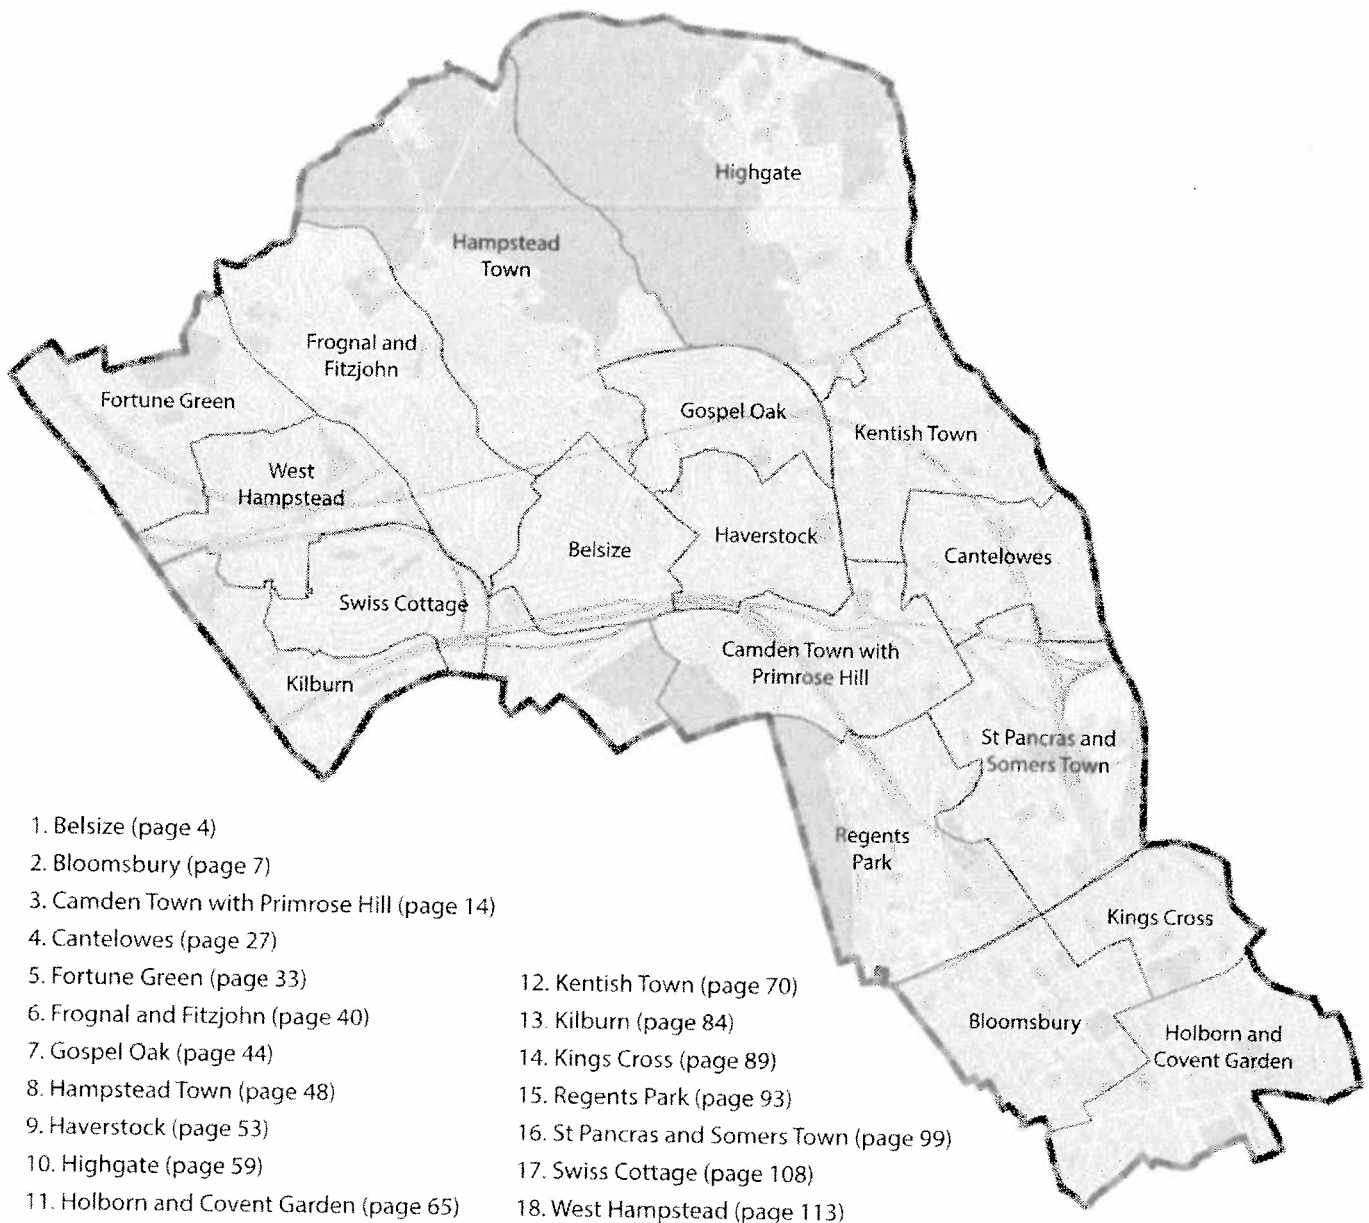 Highgate
Hampstead
Town
Frognal and
Fitzjohn
Fortune Green
Gospel Oak
Kentish Town
West
Hampstead
Haverstock
Belsize
Cantelowes
Swiss Cottage
Camden Town with
Primrose Hill
Kilburn
St Pancras and
Somers Town
Regents
Park
Kings Cross
Bloomsbury
Holborn and
Covent Garden
1. Belsize (page 4)
2. Bloomsbury (page 7)
3. Camden Town with Primrose Hill (page 14)
4. Cantelowes (page 27)
5. Fortune Green (page 33)
6. Frognal and Fitzjohn (page 40)
7. Gospel Oak (page 44)
8. Hampstead Town (page 48)
9. Haverstock (page 53)
10. Highgate (page 59)
11. Holborn and Covent Garden (page 65)
12. Kentish Town (page 70)
13. Kilburn (page 84)
14. Kings Cross (page 89)
15. Regents Park (page 93)
16. St Pancras and Somers Town (page 99)
17. Swiss Cottage (page 108)
18. West Hampstead (page 113)